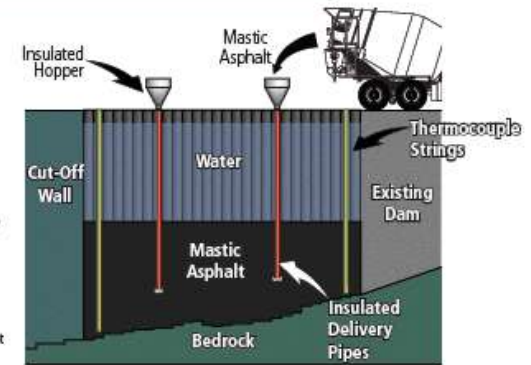 Insulated
Hopper
Mastic
Asphalt
Thermocouple
Strings
Cut-Off
Wall
Water
Existing
Dam
Mastic
Asphalt
Insulated
Delivery
Pipes
Bedrock